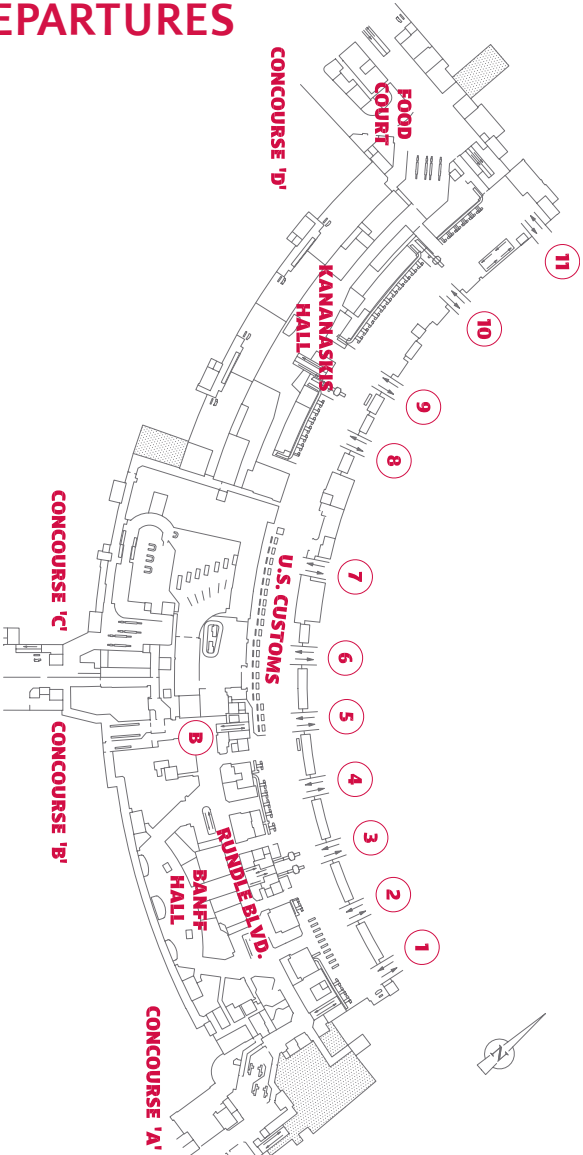 EPARTURES
CONCOURSE 'D'
FOOD
COURT
11
10
KANANASKIS
HALL
9
8
CONCOURSE 'C'
U.S. CUSTOMS
7
6
5
B
CONCOURSE 'B'
4
3
RUNDLE BLVD.
BANFF
HALL
2
1
CONCOURSE 'A'
N